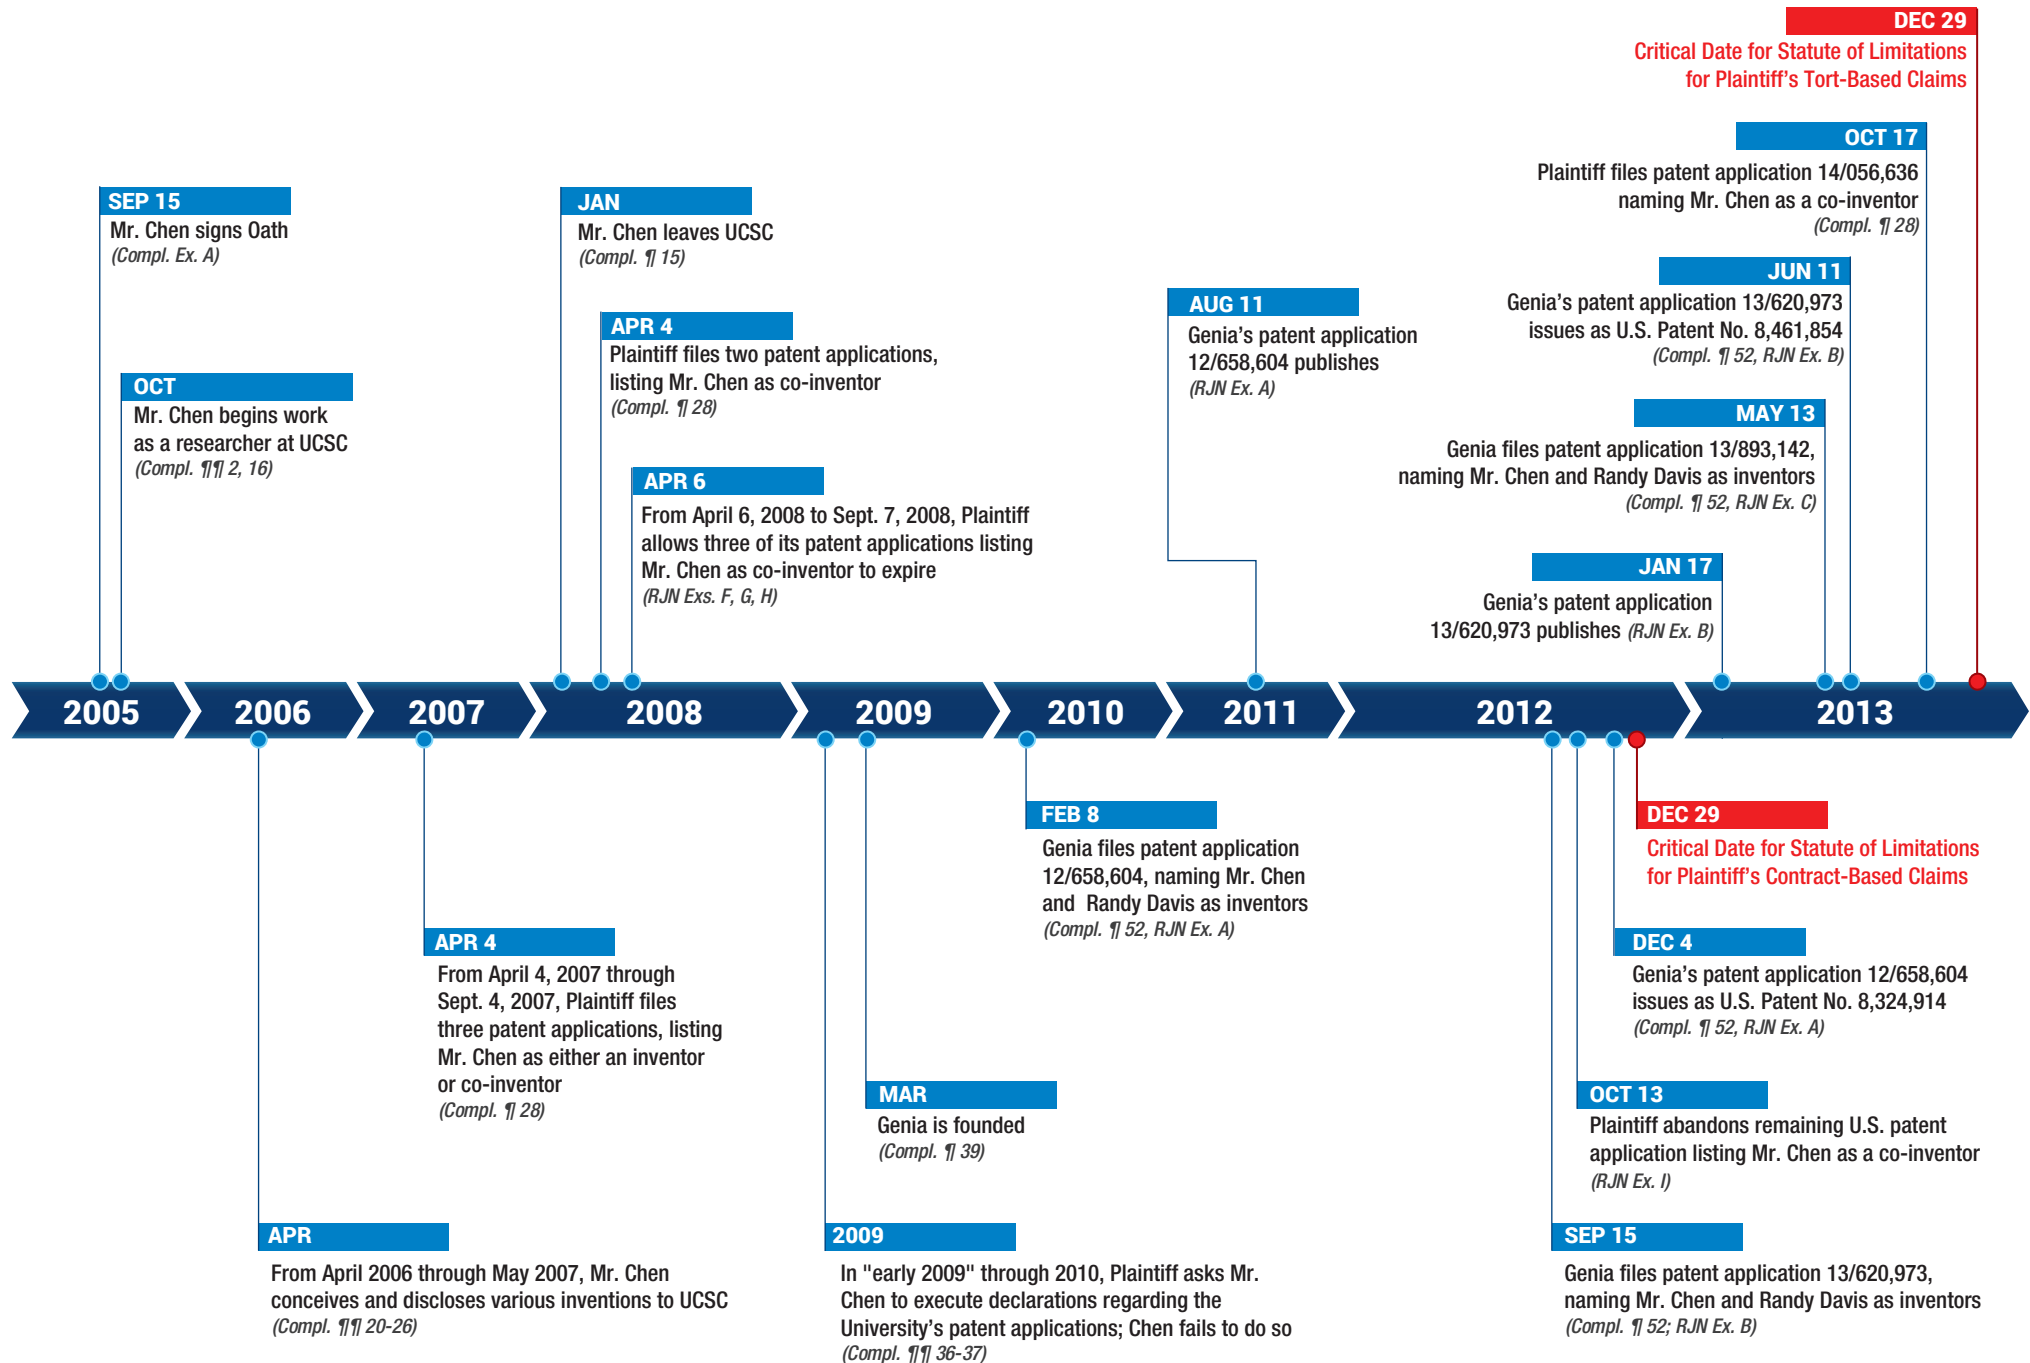 DEC 29
Critical Date for Statute of Limitations
for Plaintiff's Tort-Based Claims
OCT 17
Plaintiff files patent application 14/056,636
naming Mr. Chen as a co-inventor
(Compl. ¶ 28)
SEP 15
Mr. Chen signs Oath
(Compl. Ex. A)
JAN
Mr. Chen leaves UCSC
(Compl. ¶ 15)
JUN 11
Genia's patent application 13/620,973
issues as U.S. Patent No. 8,461,854
(Compl. ¶ 52, RJN Ex. B)
AUG 11
Genia's patent application
12/658,604 publishes
(RJN Ex. A)
APR 4
Plaintiff files two patent applications,
listing Mr. Chen as co-inventor
(Compl. ¶ 28)
OCT
Mr. Chen begins work
as a researcher at UCSC
(Compl. ¶¶ 2, 16)
MAY 13
Genia files patent application 13/893,142,
naming Mr. Chen and Randy Davis as inventors
(Compl. ¶ 52, RJN Ex. C)
APR 6
From April 6, 2008 to Sept. 7, 2008, Plaintiff
allows three of its patent applications listing
Mr. Chen as co-inventor to expire
(RJN Exs. F, G, H)
JAN 17
Genia's patent application
13/620,973 publishes (RJN Ex. B)
2005 2006 2007 2008 2009 2010 2011 2012 2013
FEB 8
Genia files patent application
12/658,604, naming Mr. Chen
and Randy Davis as inventors
(Compl. ¶ 52, RJN Ex. A)
DEC 29
Critical Date for Statute of Limitations
for Plaintiff's Contract-Based Claims
APR 4
From April 4, 2007 through
Sept. 4, 2007, Plaintiff files
three patent applications, listing
Mr. Chen as either an inventor
or co-inventor
(Compl. ¶ 28)
DEC 4
Genia's patent application 12/658,604
issues as U.S. Patent No. 8,324,914
(Compl. ¶ 52, RJN Ex. A)
MAR
Genia is founded
(Compl. ¶ 39)
OCT 13
Plaintiff abandons remaining U.S. patent
application listing Mr. Chen as a co-inventor
(RJN Ex. I)
APR
From April 2006 through May 2007, Mr. Chen
conceives and discloses various inventions to UCSC
(Compl. ¶¶ 20-26)
2009
In "early 2009" through 2010, Plaintiff asks Mr.
Chen to execute declarations regarding the
University's patent applications; Chen fails to do so
(Compl. ¶¶ 36-37)
SEP 15
Genia files patent application 13/620,973,
naming Mr. Chen and Randy Davis as inventors
(Compl. ¶ 52; RJN Ex. B)